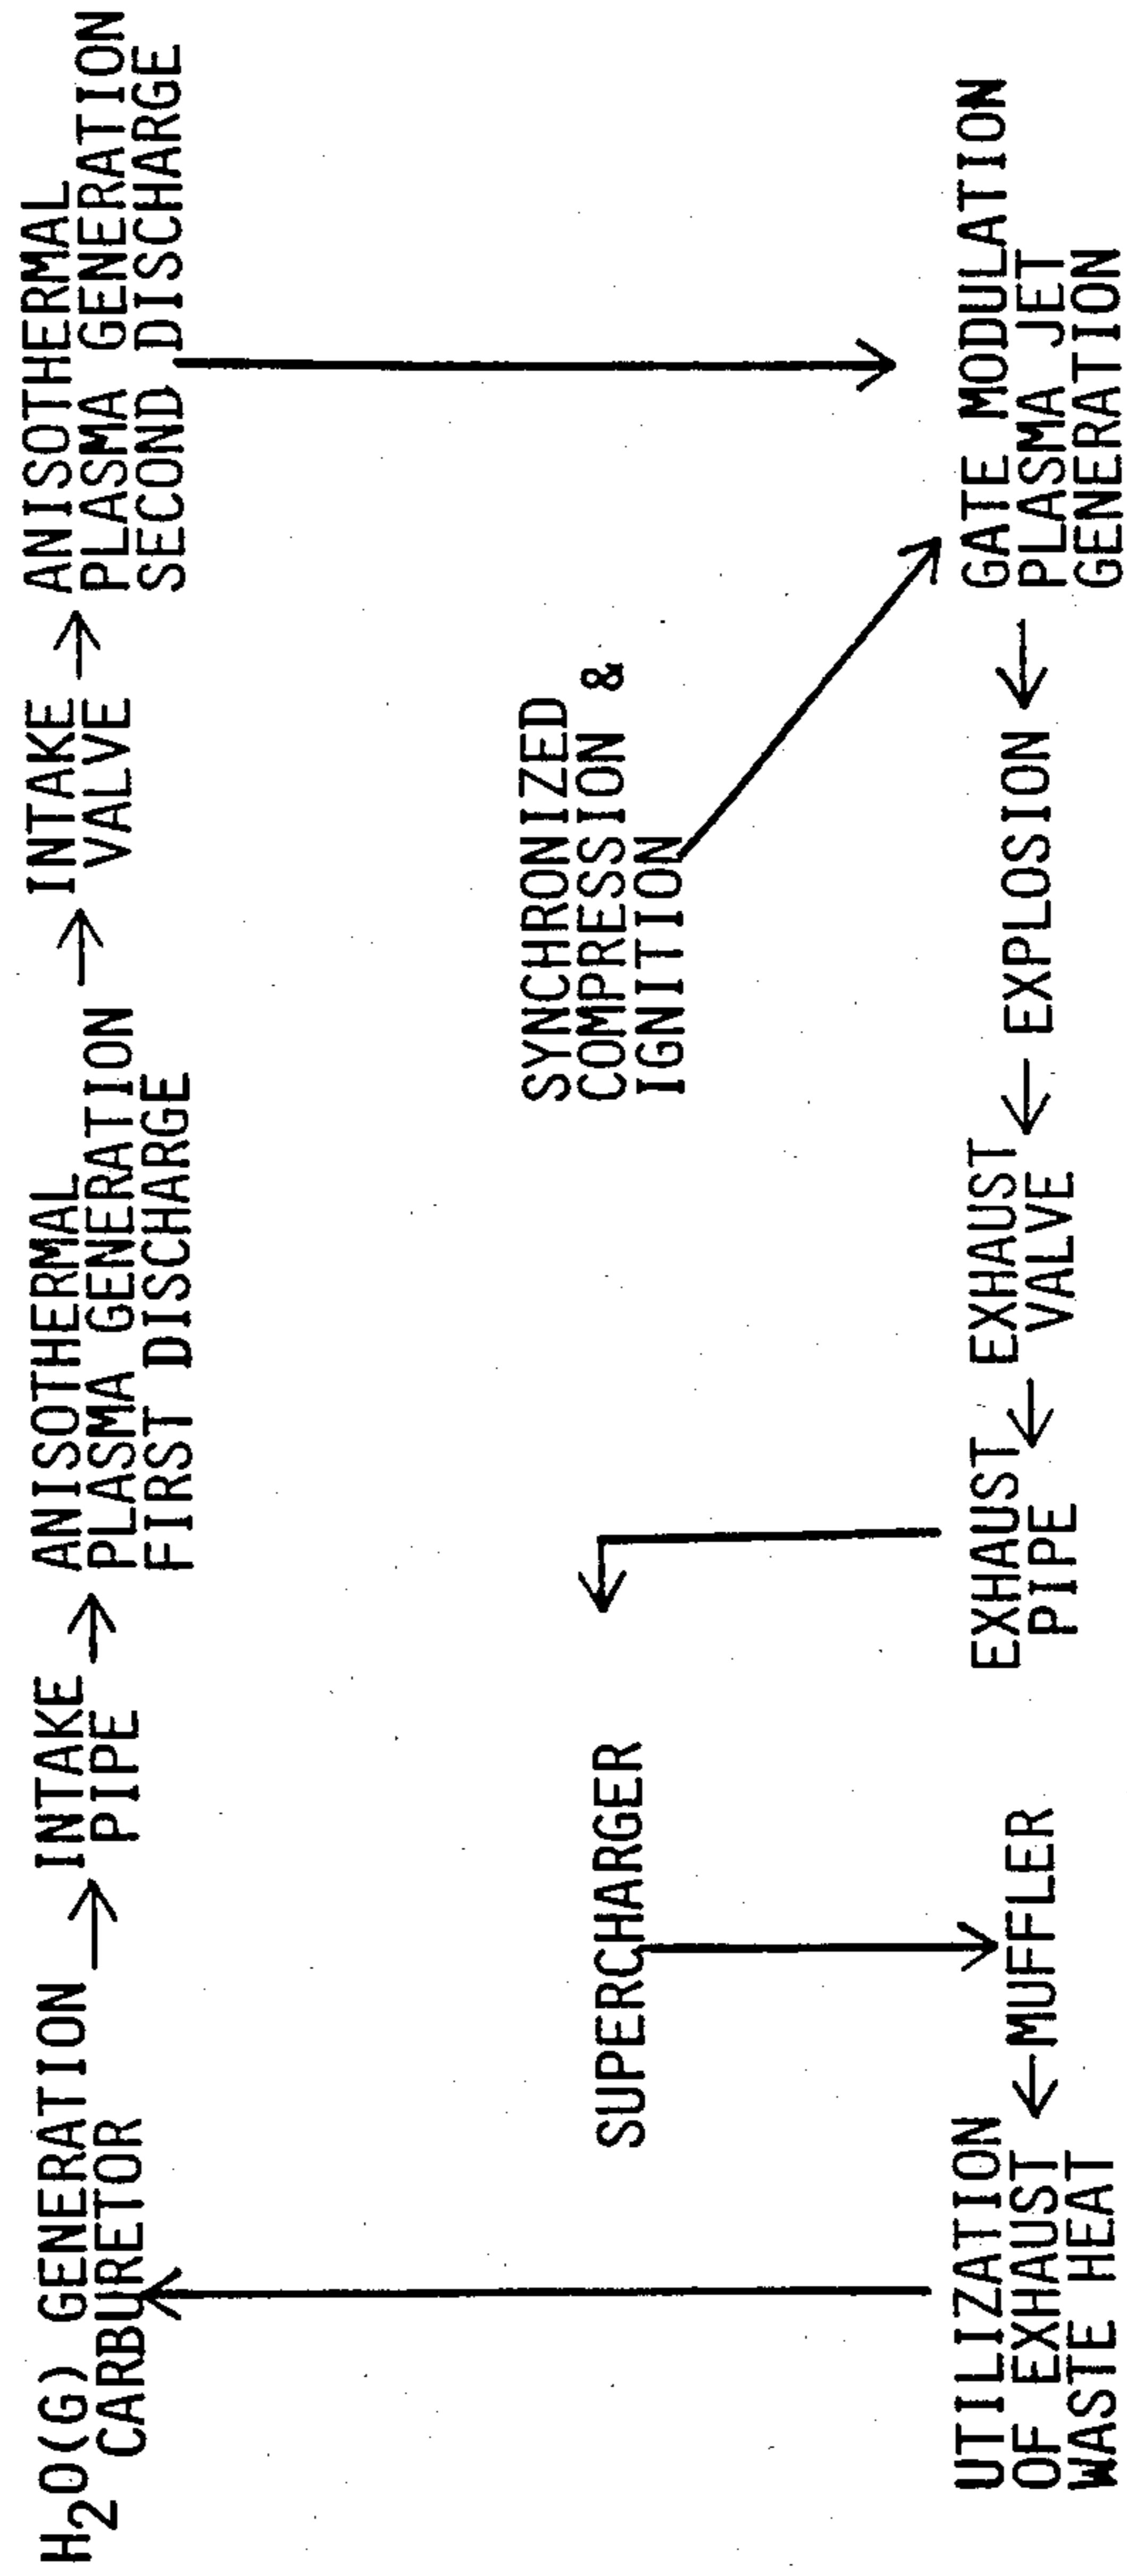 H2O(G) GENERATION
CARBURETOR
INTAKE
PIPE
ANISOTHERMAL
PLASMA GENERATION
FIRST DISCHARGE
INTAKE
VALVE
ANISOTHERMAL
PLASMA GENERATION
SECOND DISCHARGE
SYNCHRONIZED
COMPRESSION &
IGNITION
GATE MODULATION
PLASMA JET
GENERATION
EXPLOSION
EXHAUST
VALVE
EXHAUST
PIPE
SUPERCHARGER
MUFFLER
UTILIZATION
OF EXHAUST
WASTE HEAT